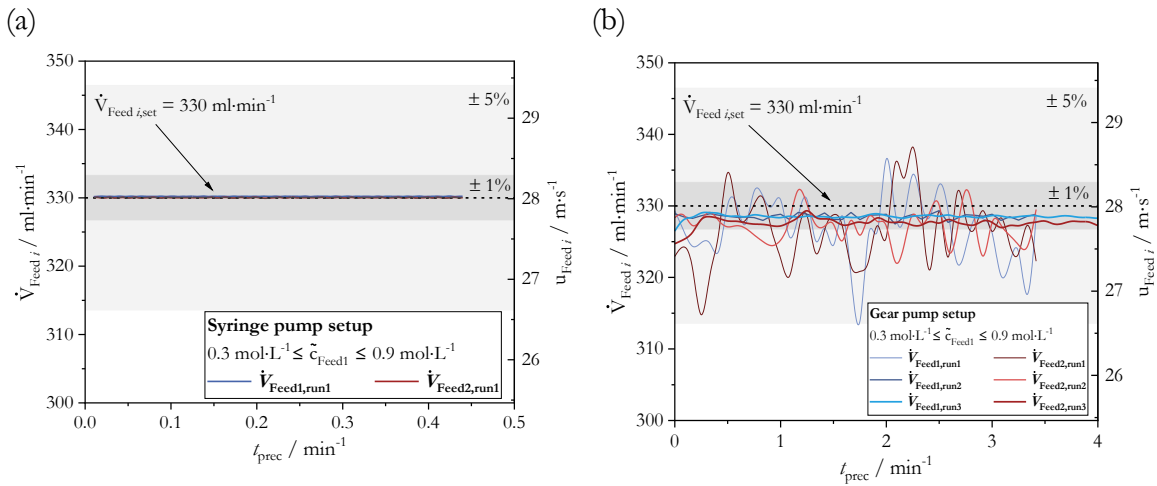 (a)
350
345
340
335
330
325
320
315
310
305
300
V̇Feed i / ml·min⁻¹
V̇Feed i,set = 330 ml·min⁻¹
± 5%
± 1%
29
28
27
26
uFeed i / m·s⁻¹
Syringe pump setup
0.3 mol·L⁻¹ ≤ c̃Feed1 ≤ 0.9 mol·L⁻¹
V̇Feed1,run1 V̇Feed2,run1
0.0 0.1 0.2 0.3 0.4 0.5
tprec / min⁻¹
(b)
350
340
330
320
310
300
V̇Feed i / ml·min⁻¹
V̇Feed i,set = 330 ml·min⁻¹
± 5%
± 1%
29
28
27
26
uFeed i / m·s⁻¹
Gear pump setup
0.3 mol·L⁻¹ ≤ c̃Feed1 ≤ 0.9 mol·L⁻¹
V̇Feed1,run1 V̇Feed2,run1
V̇Feed1,run2 V̇Feed2,run2
V̇Feed1,run3 V̇Feed2,run3
0 1 2 3 4
tprec / min⁻¹